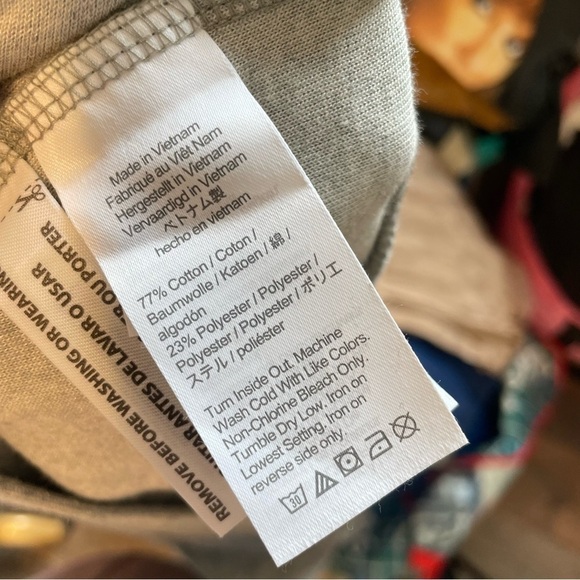 Made in Vietnam
Fabriqué au Việt Nam
Hergestellt in Vietnam
Vervaardigd in Vietnam
ベトナム製
hecho en vietnam
77% Cotton / Coton /
Baumwolle / Katoen / 綿 /
algodón
23% Polyester / Polyester /
Polyester / Polyester / ポリエ
ステル / poliéster
Turn Inside Out. Machine
Wash Cold With Like Colors.
Non-Chlorine Bleach Only.
Tumble Dry Low. Iron on
Lowest Setting. Iron on
reverse side only.
30
REMOVE BEFORE WASHING OR WEARIN
ANTES DE LAVAR O USAR
OU PORTER